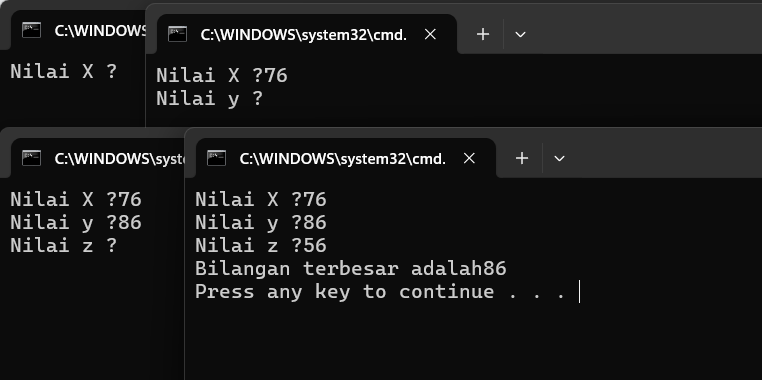 C:\WINDOWS\s
Nilai X ?
C:\WINDOWS\system32\cmd.
Nilai X ?76
Nilai y ?
C:\WINDOWS\syste
Nilai X ?76
Nilai y ?86
Nilai z ?
C:\WINDOWS\system32\cmd.
Nilai X ?76
Nilai y ?86
Nilai z ?56
Bilangan terbesar adalah86
Press any key to continue . . .